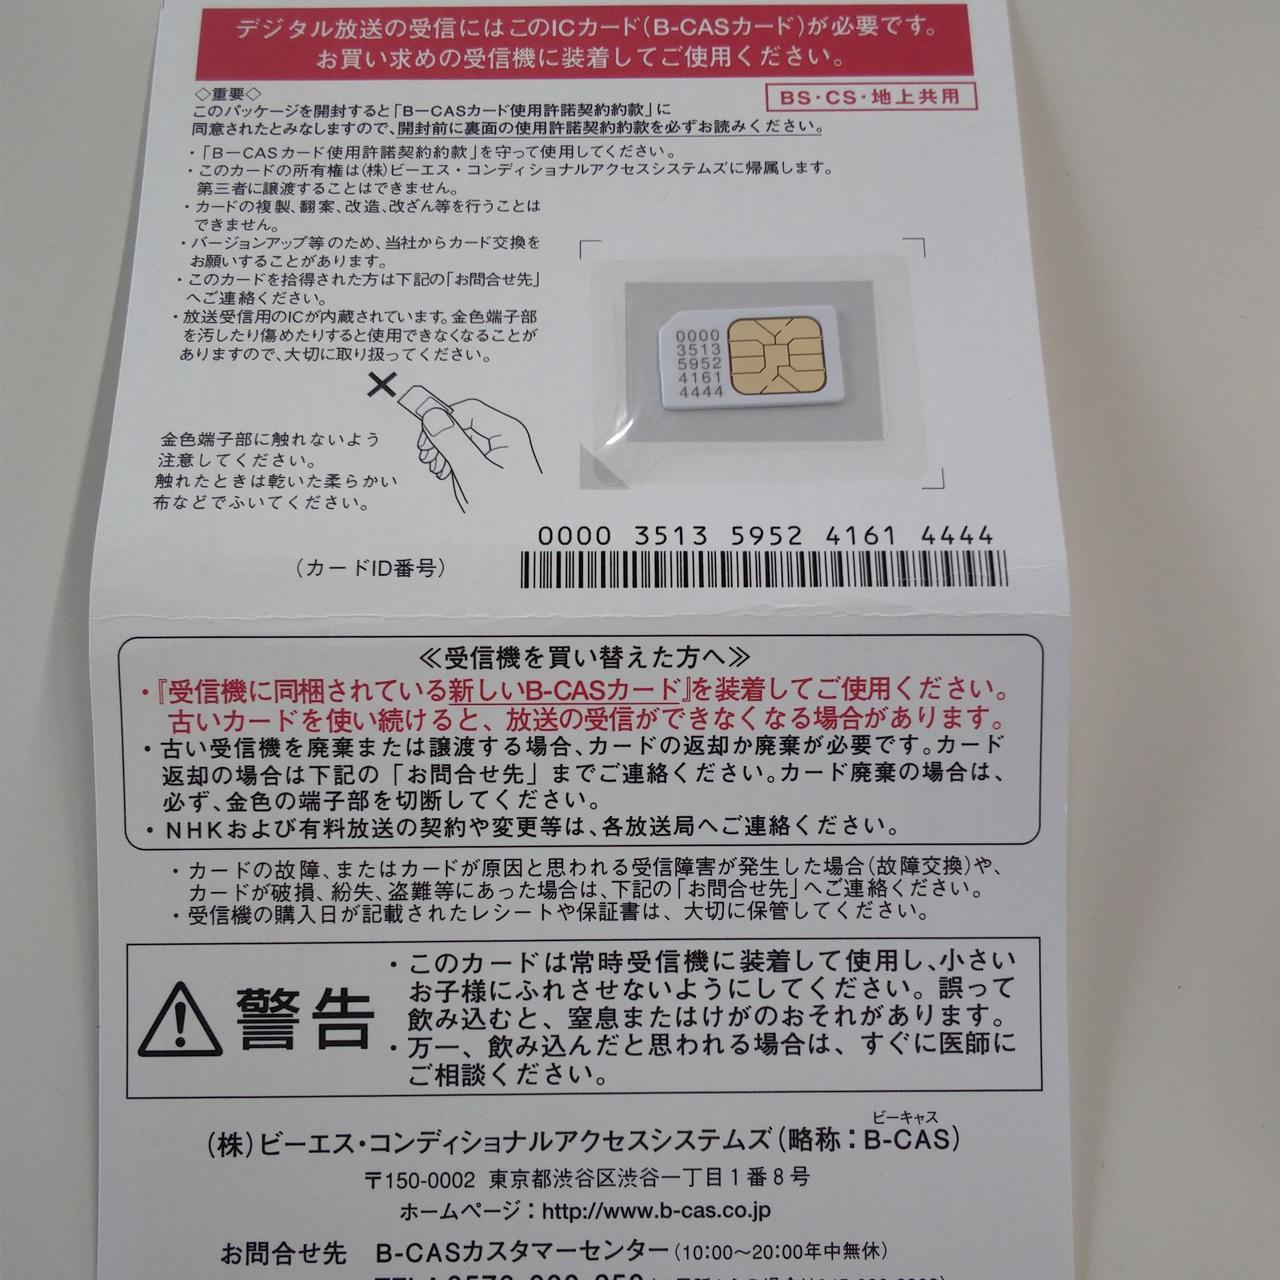 デジタル放送の受信にはこのICカード(B-CASカード)が必要です。
お買い求めの受信機に装着してご使用ください。
◇重要◇
BS・CS・地上共用
このパッケージを開封すると「B-CASカード使用許諾契約約款」に
同意されたとみなしますので、開封前に裏面の使用許諾契約約款を必ずお読みください。
・「B-CASカード使用許諾契約約款」を守って使用してください。
・このカードの所有権は(株)ビーエス・コンディショナルアクセスシステムズに帰属します。
第三者に譲渡することはできません。
・カードの複製、翻案、改造、改ざん等を行うことは
できません。
・バージョンアップ等のため、当社からカード交換を
お願いすることがあります。
・このカードを拾得された方は下記の「お問合せ先」
へご連絡ください。
・放送受信用のICが内蔵されています。金色端子部
を汚したり傷めたりすると使用できなくなることが
ありますので、大切に取り扱ってください。
0000
3513
5952
4161
4444
金色端子部に触れないよう
注意してください。
触れたときは乾いた柔らかい
布などでふいてください。
0000 3513 5952 4161 4444
(カードID番号)
≪受信機を買い替えた方へ≫
・『受信機に同梱されている新しいB-CASカード』を装着してご使用ください。
古いカードを使い続けると、放送の受信ができなくなる場合があります。
・古い受信機を廃棄または譲渡する場合、カードの返却か廃棄が必要です。カード
返却の場合は下記の「お問合せ先」までご連絡ください。カード廃棄の場合は、
必ず、金色の端子部を切断してください。
・NHKおよび有料放送の契約や変更等は、各放送局へご連絡ください。
・カードの故障、またはカードが原因と思われる受信障害が発生した場合(故障交換)や、
カードが破損、紛失、盗難等にあった場合は、下記の「お問合せ先」へご連絡ください。
・受信機の購入日が記載されたレシートや保証書は、大切に保管してください。
警告
・このカードは常時受信機に装着して使用し、小さい
お子様にふれさせないようにしてください。誤って
飲み込むと、窒息またはけがのおそれがあります。
・万一、飲み込んだと思われる場合は、すぐに医師に
ご相談ください。
ビーキャス
(株)ビーエス・コンディショナルアクセスシステムズ(略称:B-CAS)
〒150-0002 東京都渋谷区渋谷一丁目1番8号
ホームページ:http://www.b-cas.co.jp
お問合せ先 B-CASカスタマーセンター(10:00～20:00年中無休)